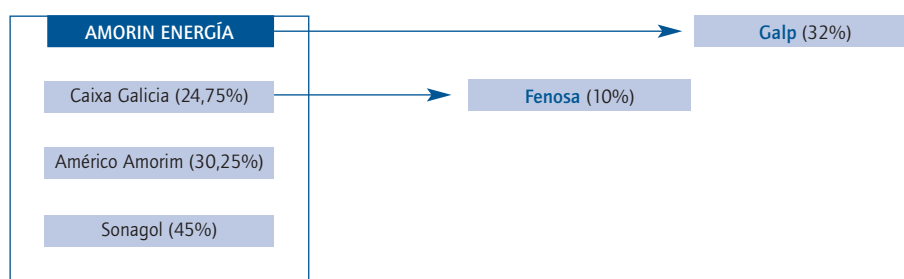 AMORIN ENERGÍA
Galp (32%)
Caixa Galicia (24,75%)
Fenosa (10%)
Américo Amorim (30,25%)
Sonagol (45%)